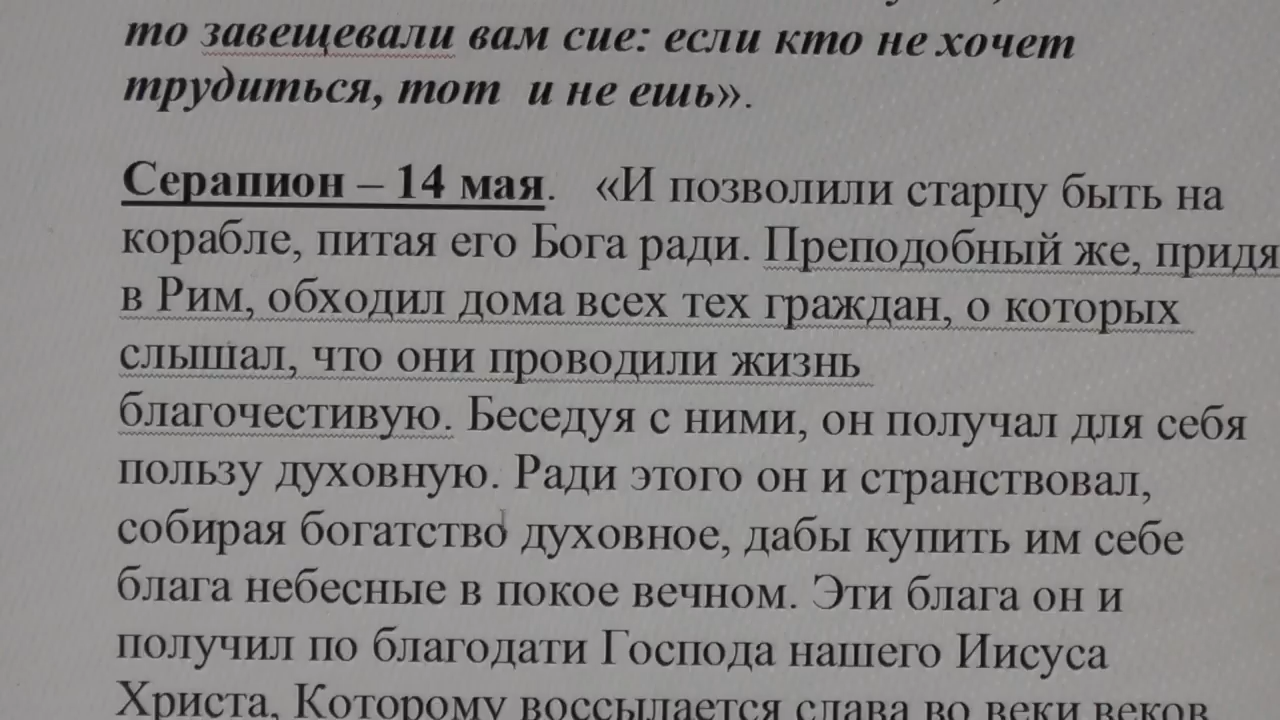 то завещевали вам сие: если кто не хочет
трудиться, тот и не ешь».
Серапион – 14 мая. «И позволили старцу быть на
корабле, питая его Бога ради. Преподобный же, придя
в Рим, обходил дома всех тех граждан, о которых
слышал, что они проводили жизнь
благочестивую. Беседуя с ними, он получал для себя
пользу духовную. Ради этого он и странствовал,
собирая богатство духовное, дабы купить им себе
блага небесные в покое вечном. Эти блага он и
получил по благодати Господа нашего Иисуса
Христа, Которому воссылается слава во веки веков